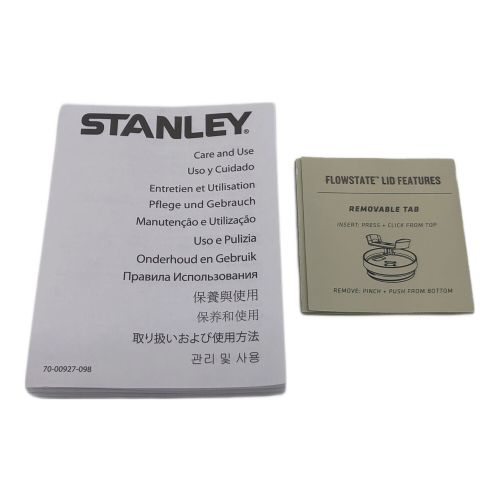 STANLEY®
Care and Use
Uso y Cuidado
Entretien et Utilisation
Pflege und Gebrauch
Manutenção e Utilização
Uso e Pulizia
Onderhoud en Gebruik
Правила Использования
保養與使用
保养和使用
取り扱いおよび使用方法
관리 및 사용
70-00927-098
FLOWSTATE™ LID FEATURES
REMOVABLE TAB
INSERT: PRESS + CLICK FROM TOP
REMOVE: PINCH + PUSH FROM BOTTOM